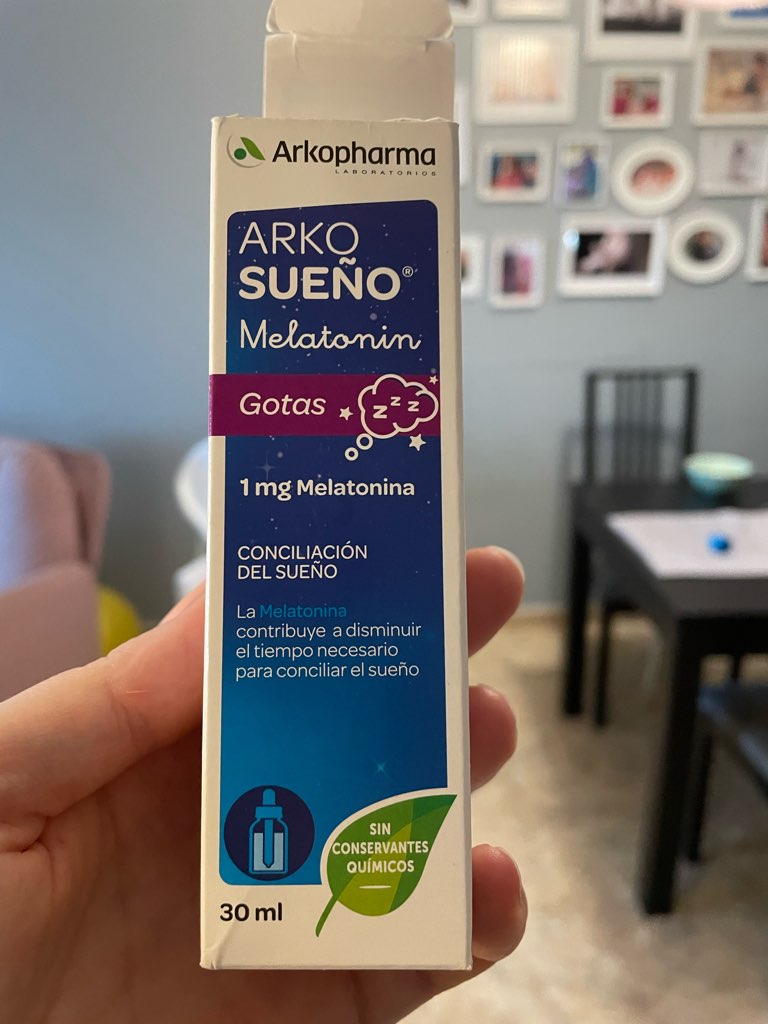 Arkopharma
LABORATORIOS
ARKO
SUEÑO®
Melatonin
Gotas
z z z
1 mg Melatonina
CONCILIACIÓN
DEL SUEÑO
La Melatonina
contribuye a disminuir
el tiempo necesario
para conciliar el sueño
SIN
CONSERVANTES
QUÍMICOS
30 ml